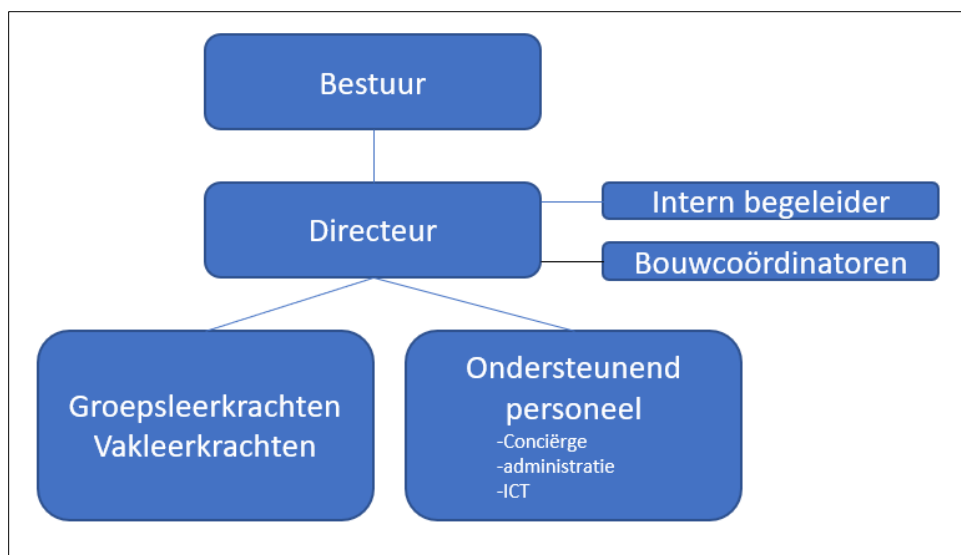 Bestuur
Directeur
Intern begeleider
Bouwcoördinatoren
Groepsleerkrachten
Vakleerkrachten
Ondersteunend
personeel
-Conciërge
-administratie
-ICT